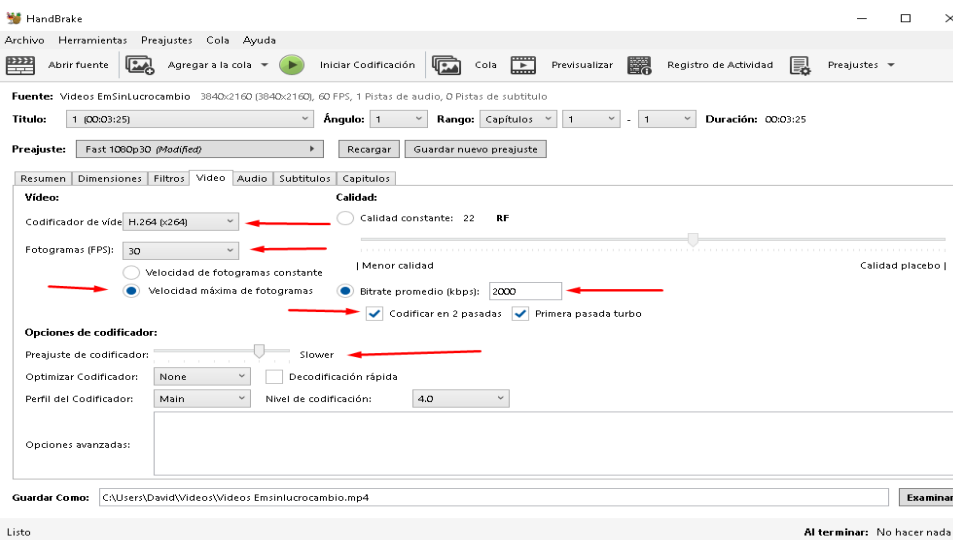 HandBrake
Archivo Herramientas Preajustes Cola Ayuda
Abrir fuente Agregar a la cola Iniciar Codificación Cola Previsualizar Registro de Actividad Preajustes
Fuente: Videos EmSinLucrocambio 3840x2160 (3840x2160), 60 FPS, 1 Pistas de audio, 0 Pistas de subtitulo
Titulo: 1 (00:03:25) Ángulo: 1 Rango: Capítulos 1 - 1 Duración: 00:03:25
Preajuste: Fast 1080p30 (Modified) Recargar Guardar nuevo preajuste
Resumen Dimensiones Filtros Video Audio Subtitulos Capitulos
Vídeo: Calidad:
Codificador de víde H.264 (x264) Calidad constante: 22 RF
Fotogramas (FPS): 30
Velocidad de fotogramas constante | Menor calidad Calidad placebo |
Velocidad máxima de fotogramas Bitrate promedio (kbps): 2000
Codificar en 2 pasadas Primera pasada turbo
Opciones de codificador:
Preajuste de codificador: Slower
Optimizar Codificador: None Decodificación rápida
Perfil del Codificador: Main Nivel de codificación: 4.0
Opciones avanzadas:
Guardar Como: C:\Users\David\Videos\Videos Emsinlucrocambio.mp4 Examinar
Listo Al terminar: No hacer nada